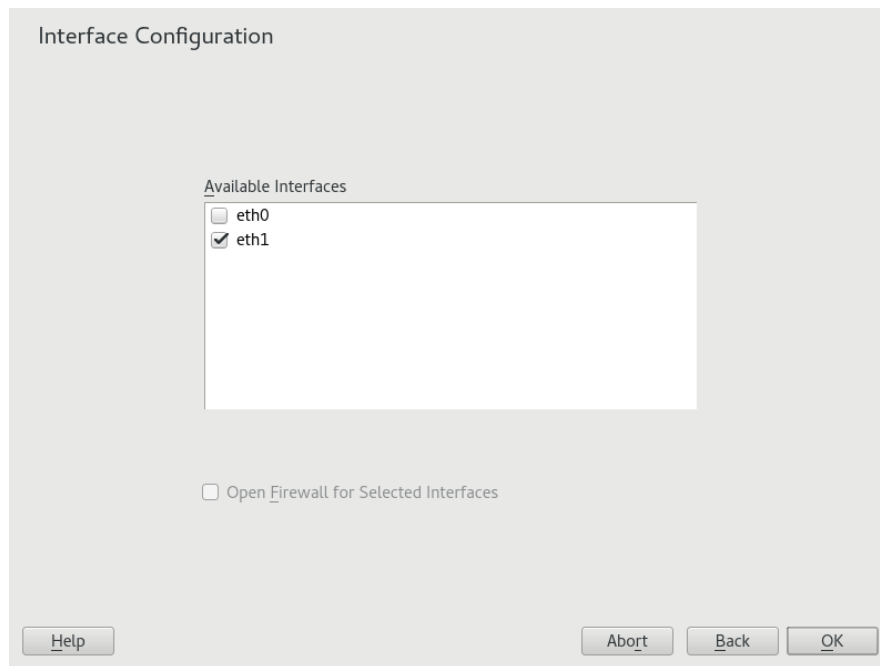 Interface Configuration
Available Interfaces
eth0
eth1
Open Firewall for Selected Interfaces
Help
Abort
Back
OK